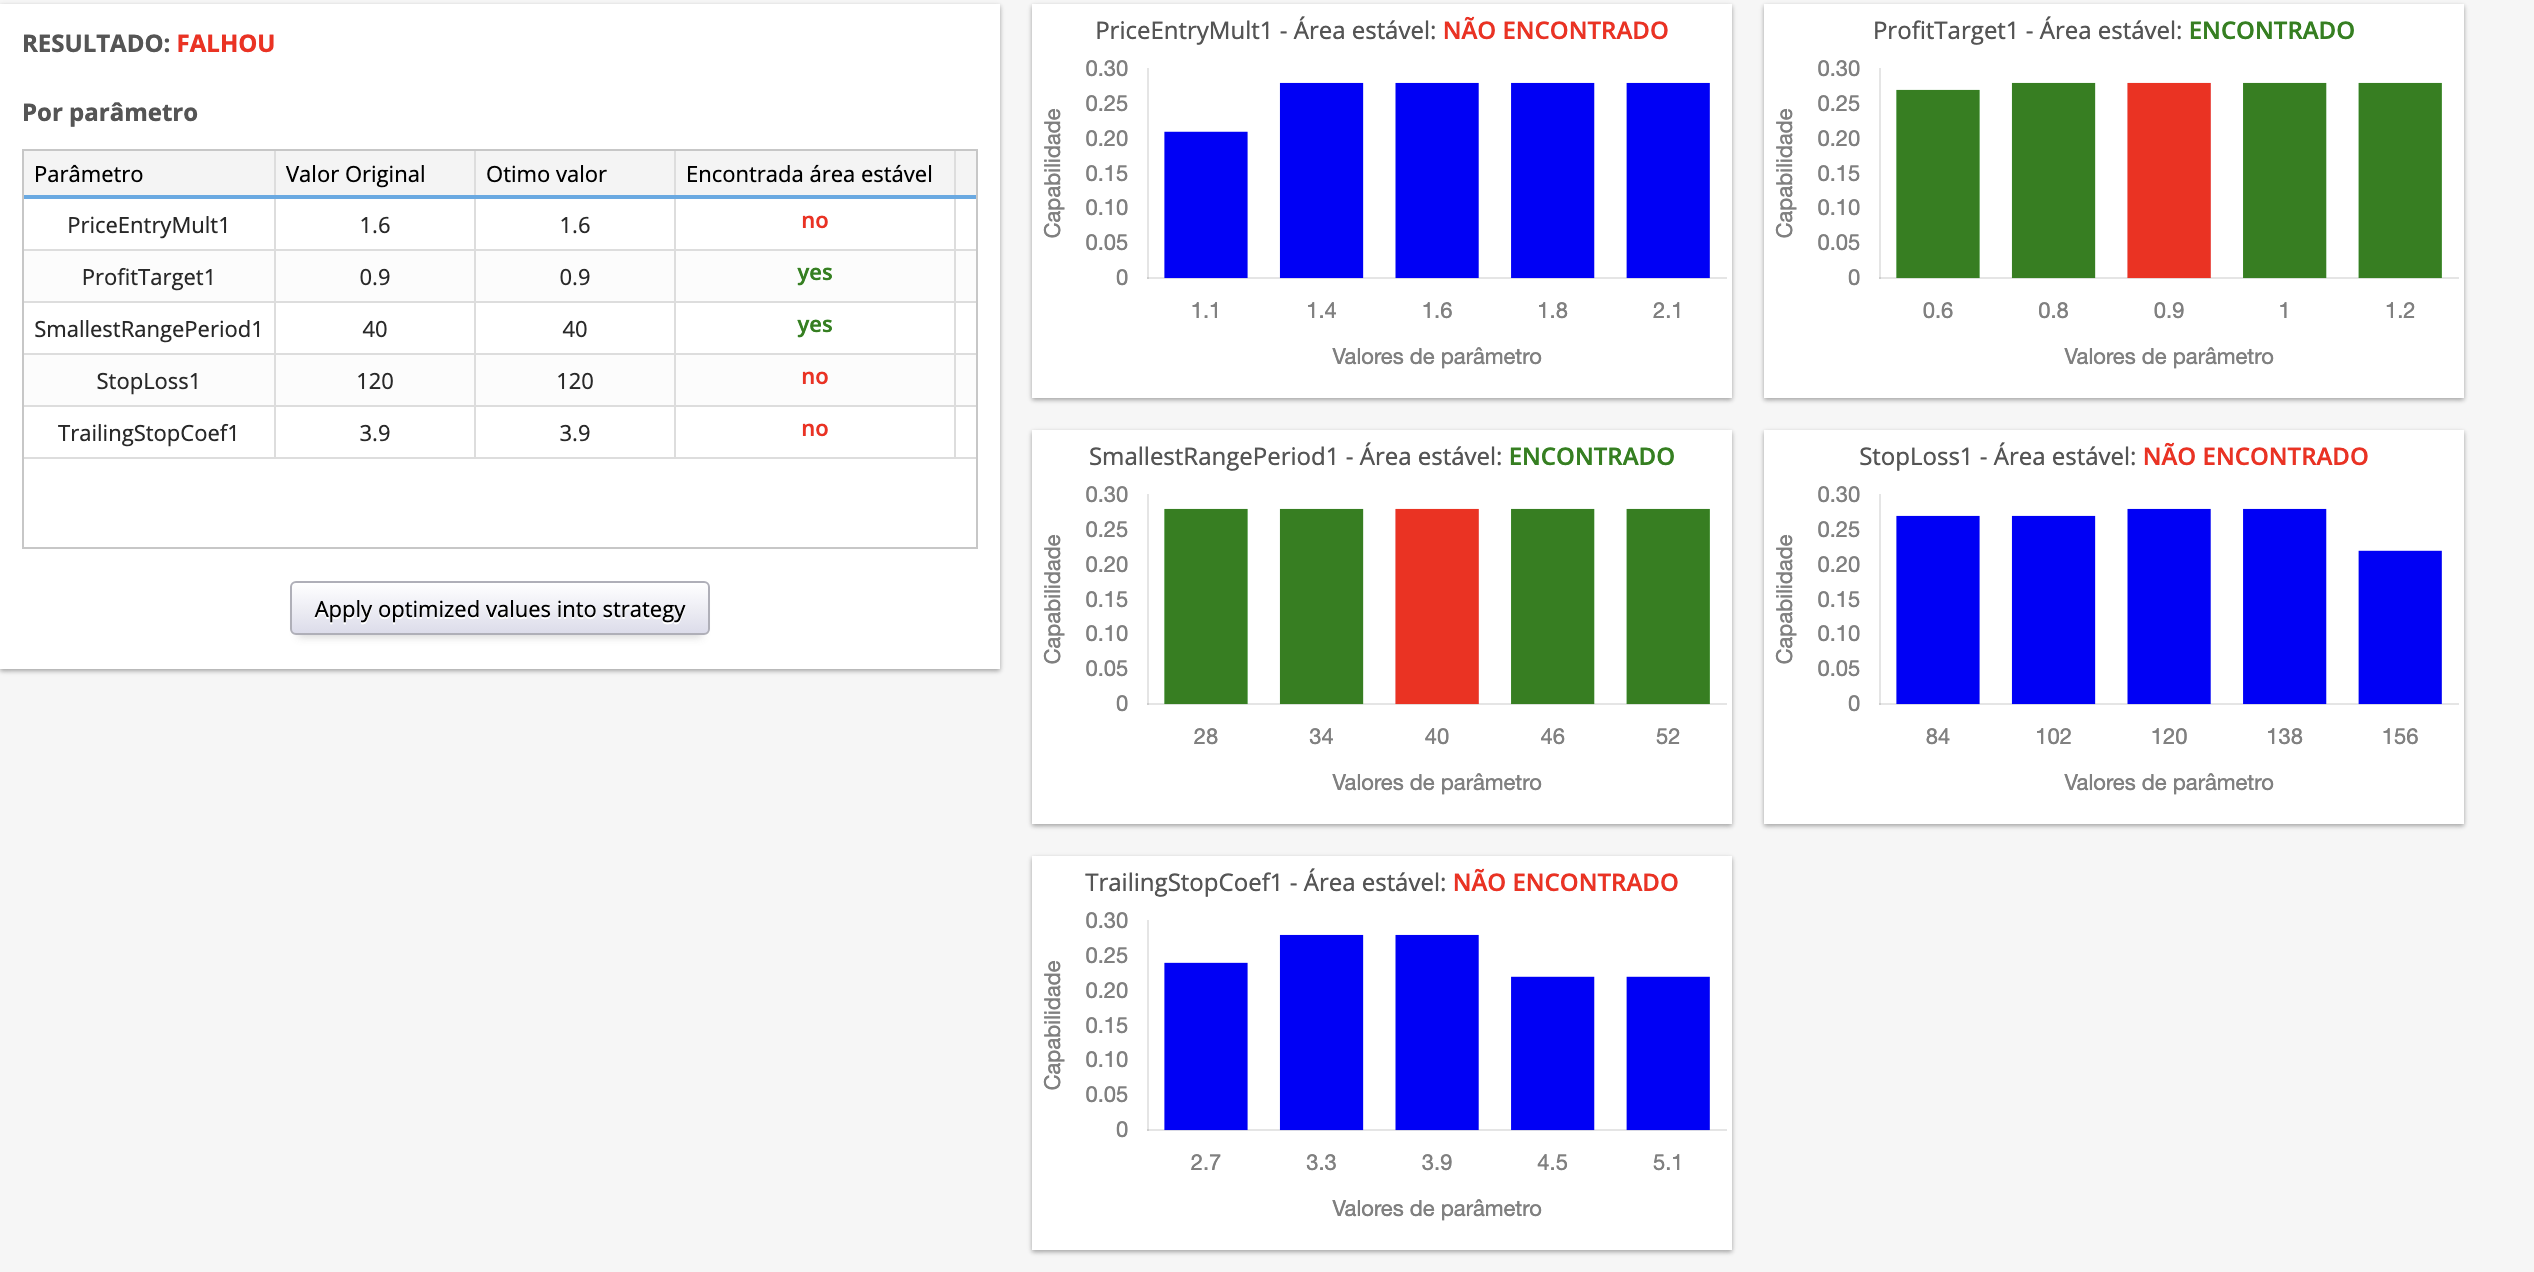 RESULTADO: FALHOU
Por parâmetro
Parâmetro Valor Original Otimo valor Encontrada área estável
PriceEntryMult1 1.6 1.6 no
ProfitTarget1 0.9 0.9 yes
SmallestRangePeriod1 40 40 yes
StopLoss1 120 120 no
TrailingStopCoef1 3.9 3.9 no
Apply optimized values into strategy
PriceEntryMult1 - Área estável: NÃO ENCONTRADO
0.30
0.25
0.20
0.15
0.10
0.05
0
Capabilidade
1.1 1.4 1.6 1.8 2.1
Valores de parâmetro
ProfitTarget1 - Área estável: ENCONTRADO
0.30
0.25
0.20
0.15
0.10
0.05
0
Capabilidade
0.6 0.8 0.9 1 1.2
Valores de parâmetro
SmallestRangePeriod1 - Área estável: ENCONTRADO
0.30
0.25
0.20
0.15
0.10
0.05
0
Capabilidade
28 34 40 46 52
Valores de parâmetro
StopLoss1 - Área estável: NÃO ENCONTRADO
0.30
0.25
0.20
0.15
0.10
0.05
0
Capabilidade
84 102 120 138 156
Valores de parâmetro
TrailingStopCoef1 - Área estável: NÃO ENCONTRADO
0.30
0.25
0.20
0.15
0.10
0.05
0
Capabilidade
2.7 3.3 3.9 4.5 5.1
Valores de parâmetro